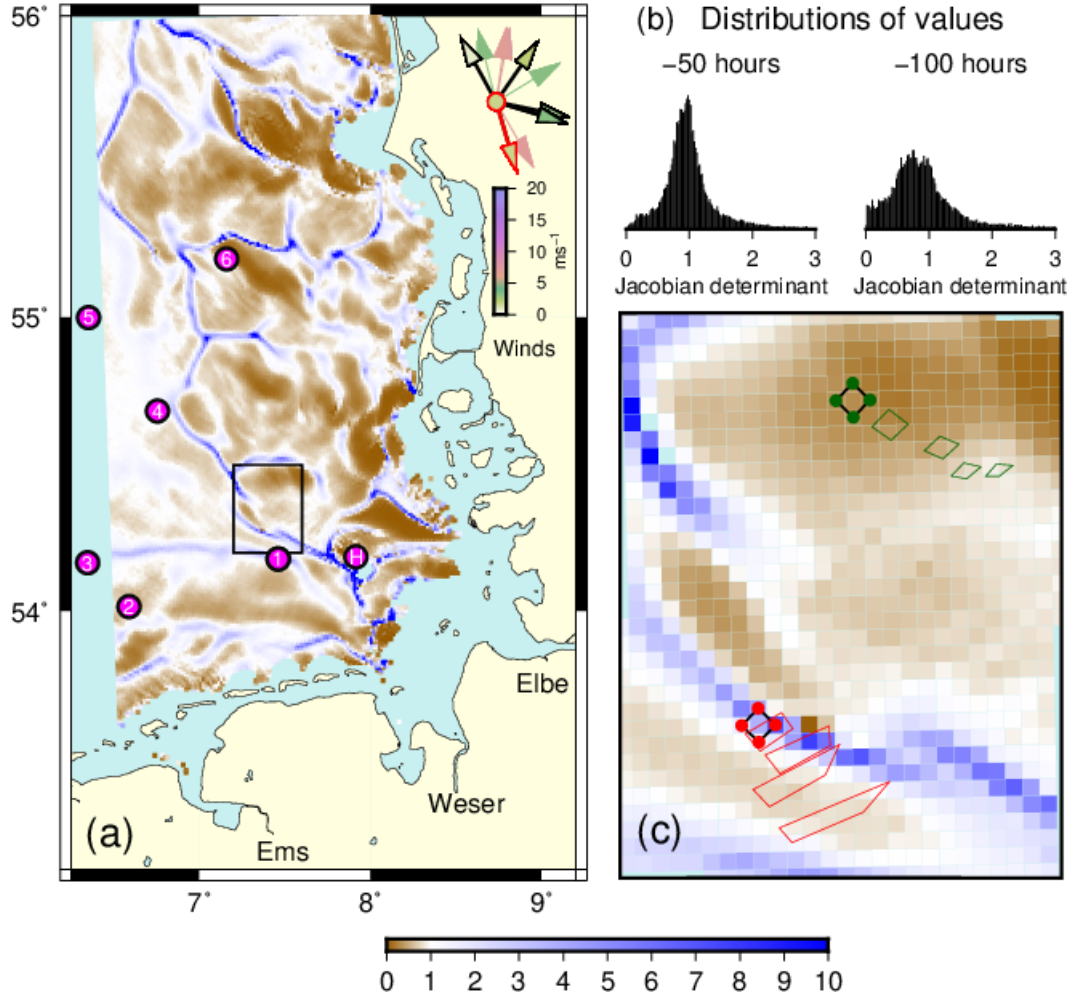 (b) Distributions of values
−50 hours
−100 hours
0 1 2 3
0 1 2 3
Jacobian determinant
Jacobian determinant
56˚
55˚
54˚
7˚ 8˚ 9˚
20
15
10
5
0
ms⁻¹
Winds
6
5
4
3
1
H
2
Elbe
Weser
Ems
(a)
(c)
0 1 2 3 4 5 6 7 8 9 10